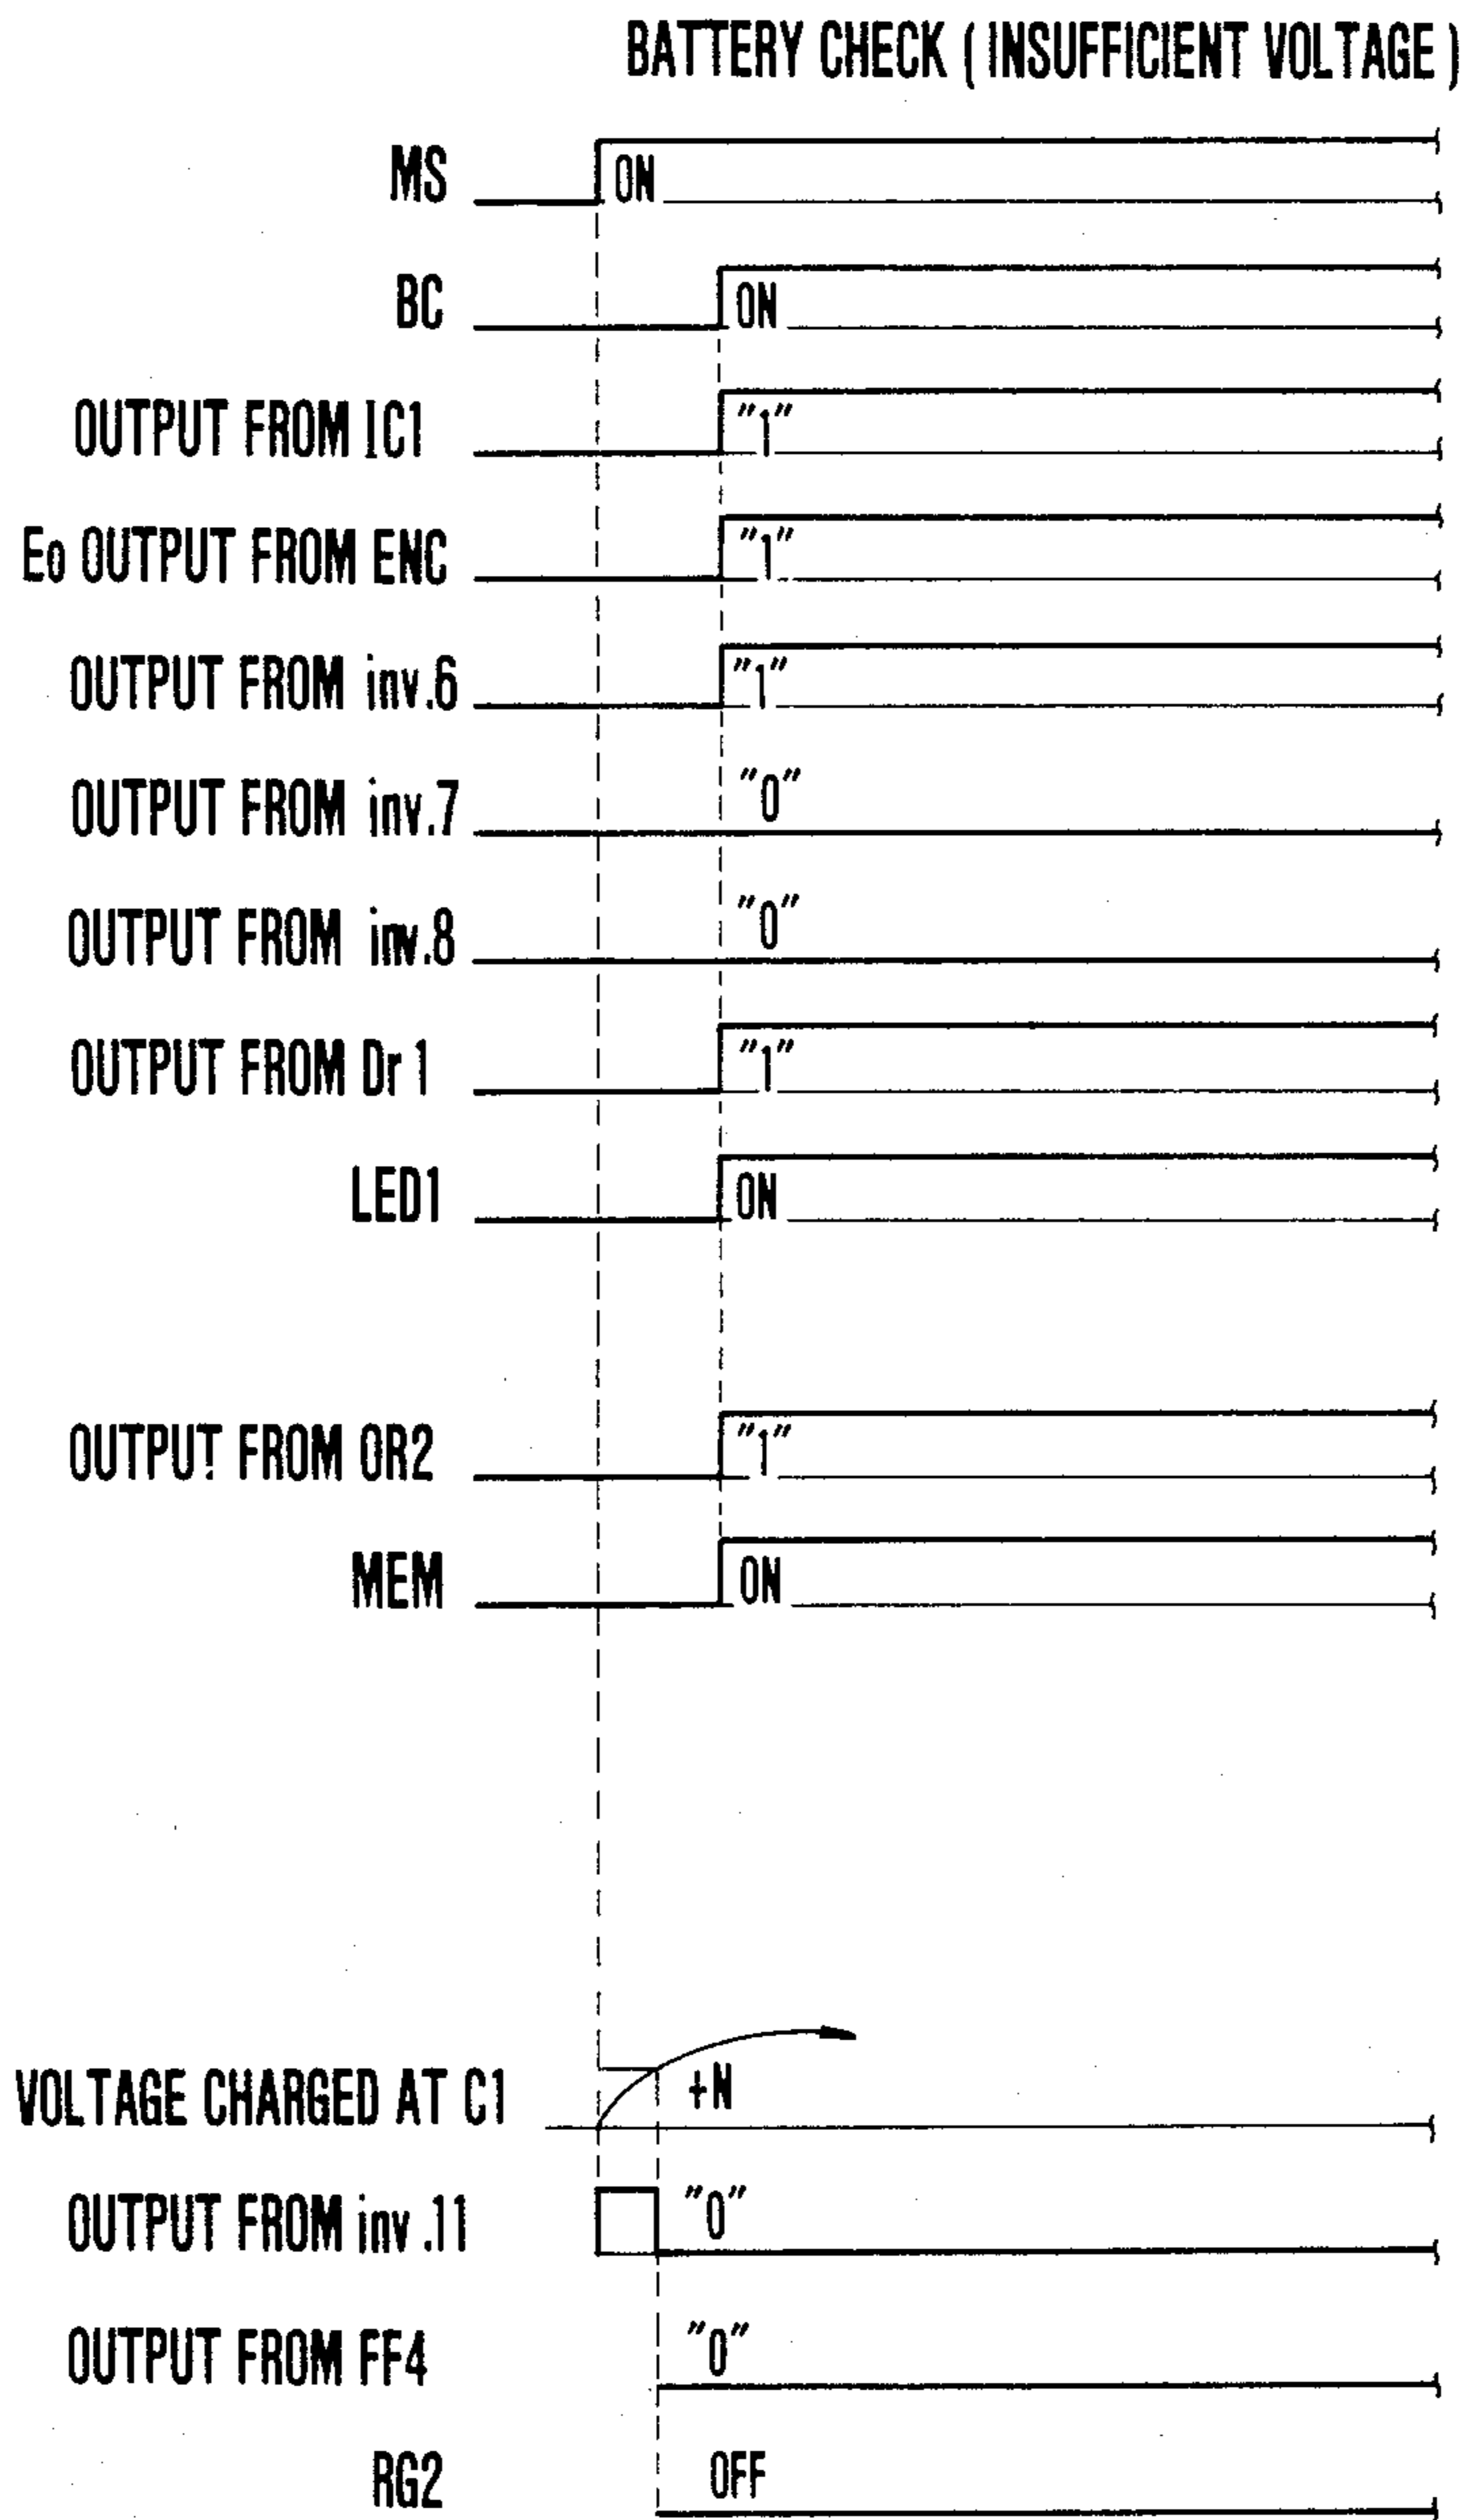 BATTERY CHECK ( INSUFFICIENT VOLTAGE )
MS ON
BC ON
OUTPUT FROM IC1 "1"
Eo OUTPUT FROM ENC "1"
OUTPUT FROM inv.6 "1"
OUTPUT FROM inv.7 "0"
OUTPUT FROM inv.8 "0"
OUTPUT FROM Dr1 "1"
LED1 ON
OUTPUT FROM OR2 "1"
MEM ON
VOLTAGE CHARGED AT C1 +N
OUTPUT FROM inv.11 "0"
OUTPUT FROM FF4 "0"
RG2 OFF